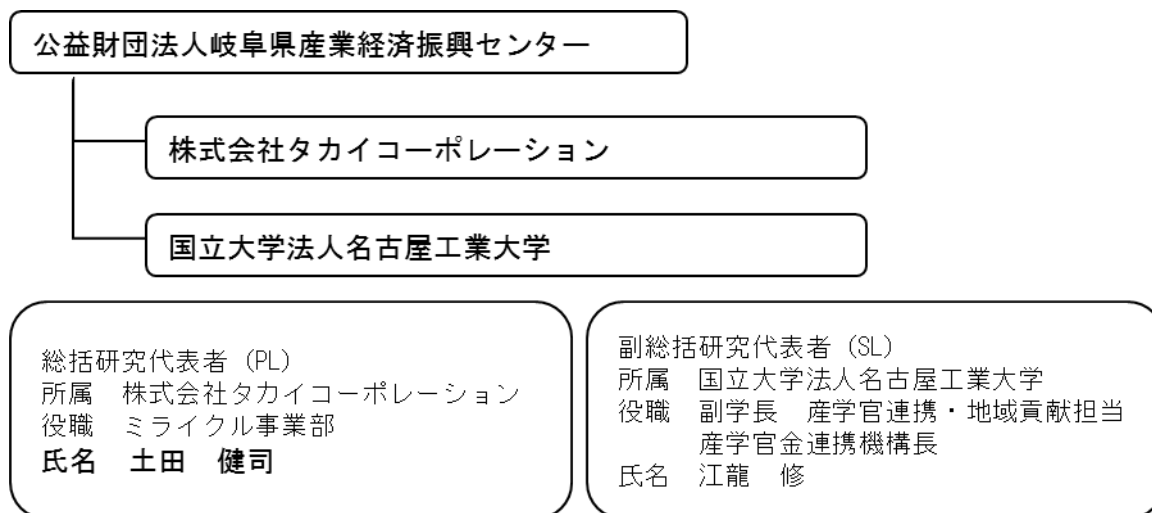 公益財団法人岐阜県産業経済振興センター
株式会社タカイコーポレーション
国立大学法人名古屋工業大学
総括研究代表者（PL）
所属　株式会社タカイコーポレーション
役職　ミライクル事業部
氏名　土田　健司
副総括研究代表者（SL）
所属　国立大学法人名古屋工業大学
役職　副学長　産学官連携・地域貢献担当
産学官金連携機構長
氏名　江龍　修